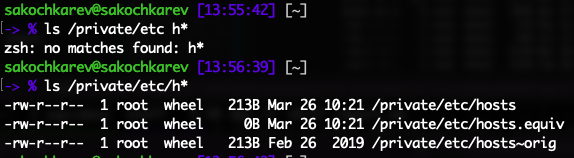 sakochkarev@sakochkarev [13:55:42] [~]
-> % ls /private/etc h*
zsh: no matches found: h*
sakochkarev@sakochkarev [13:56:39] [~]
-> % ls /private/etc/h*
-rw-r--r--  1 root  wheel   213B Mar 26 10:21 /private/etc/hosts
-rw-r--r--  1 root  wheel     0B Mar 26 10:21 /private/etc/hosts.equiv
-rw-r--r--  1 root  wheel   213B Feb 26  2019 /private/etc/hosts~orig